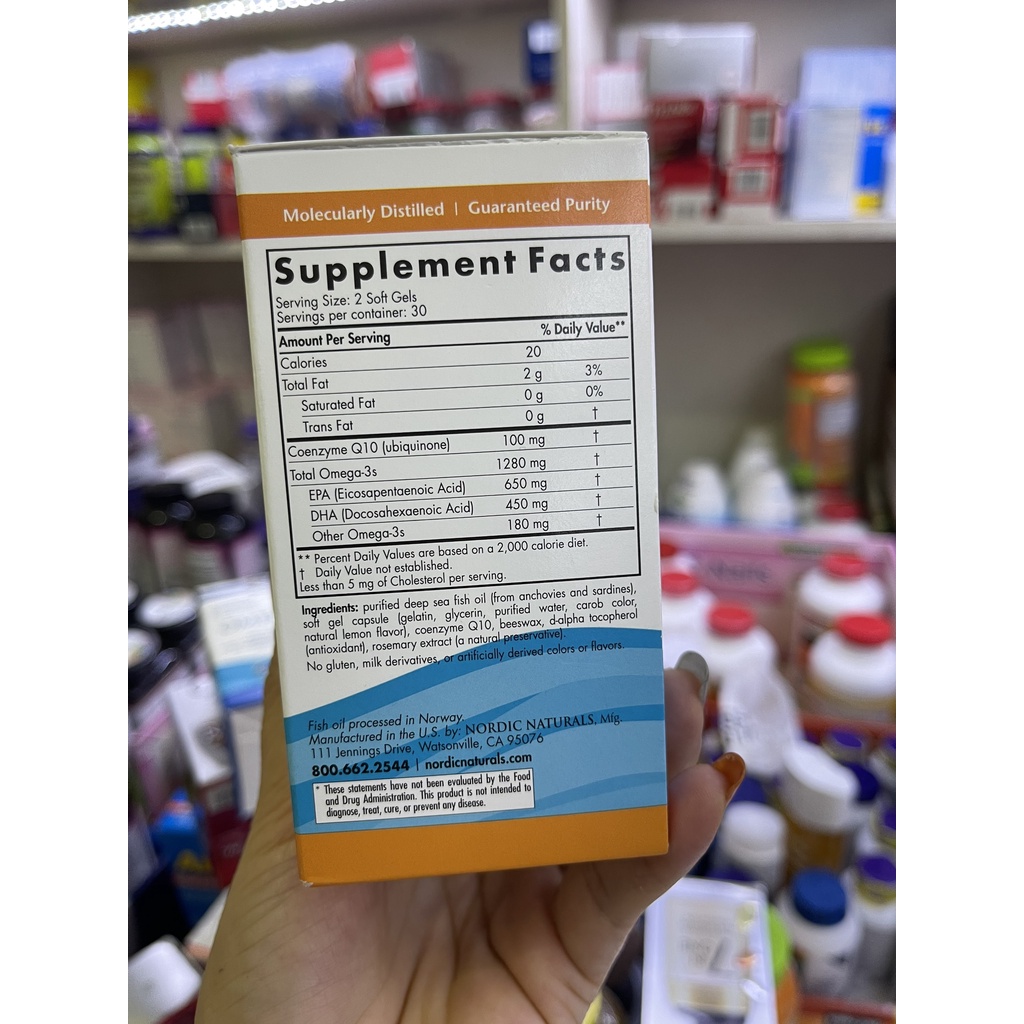 Molecularly Distilled | Guaranteed Purity
Supplement Facts
Serving Size: 2 Soft Gels
Servings per container: 30
Amount Per Serving % Daily Value**
Calories 20
Total Fat 2 g 3%
Saturated Fat 0 g 0%
Trans Fat 0 g †
Coenzyme Q10 (ubiquinone) 100 mg †
Total Omega-3s 1280 mg †
EPA (Eicosapentaenoic Acid) 650 mg †
DHA (Docosahexaenoic Acid) 450 mg †
Other Omega-3s 180 mg †
** Percent Daily Values are based on a 2,000 calorie diet.
† Daily Value not established.
Less than 5 mg of Cholesterol per serving.
Ingredients: purified deep sea fish oil (from anchovies and sardines),
soft gel capsule (gelatin, glycerin, purified water, carob color,
natural lemon flavor), coenzyme Q10, beeswax, d-alpha tocopherol
(antioxidant), rosemary extract (a natural preservative).
No gluten, milk derivatives, or artificially derived colors or flavors.
Fish oil processed in Norway.
Manufactured in the U.S. by: NORDIC NATURALS, Mfg.
111 Jennings Drive, Watsonville, CA 95076
800.662.2544 | nordicnaturals.com
* These statements have not been evaluated by the Food
and Drug Administration. This product is not intended to
diagnose, treat, cure, or prevent any disease.